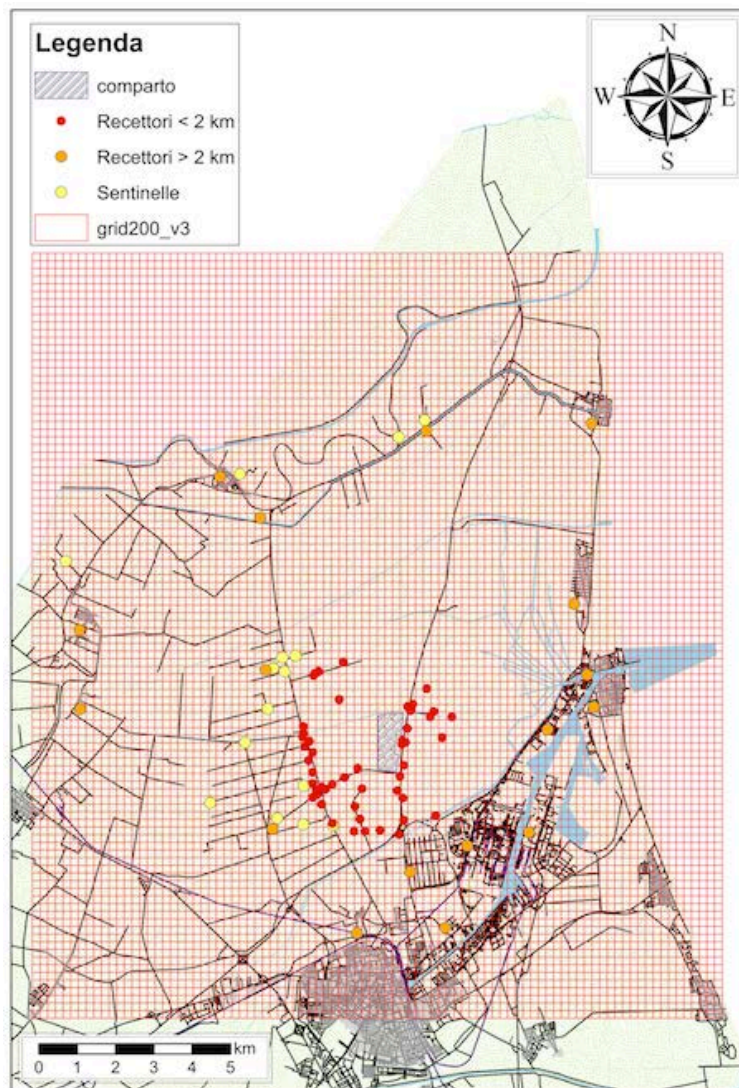 Legenda
comparto
Recettori < 2 km
Recettori > 2 km
Sentinelle
grid200_v3
N
W E
S
km
0 1 2 3 4 5